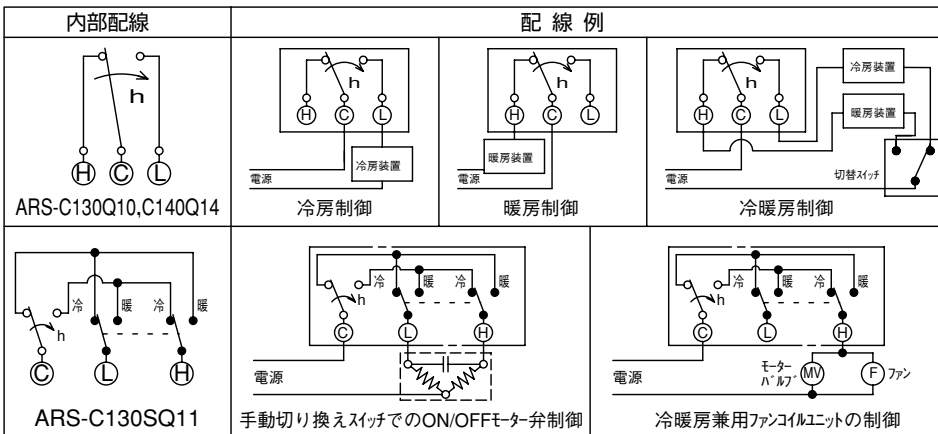 内部配線
配 線 例
h
H C L
ARS-C130Q10,C140Q14
h
H C L
冷房装置
電源
冷房制御
h
H C L
暖房装置
電源
暖房制御
h
H C L
冷房装置
暖房装置
切替スイッチ
電源
冷暖房制御
冷 暖 冷 暖
h
C L H
ARS-C130SQ11
冷 暖 冷 暖
h
C L H
電源
手動切り換えスイッチでのON/OFFモーター弁制御
冷 暖 冷 暖
h
C L H
電源
モーター
バルブ
MV
F
ファン
冷暖房兼用ファンコイルユニットの制御